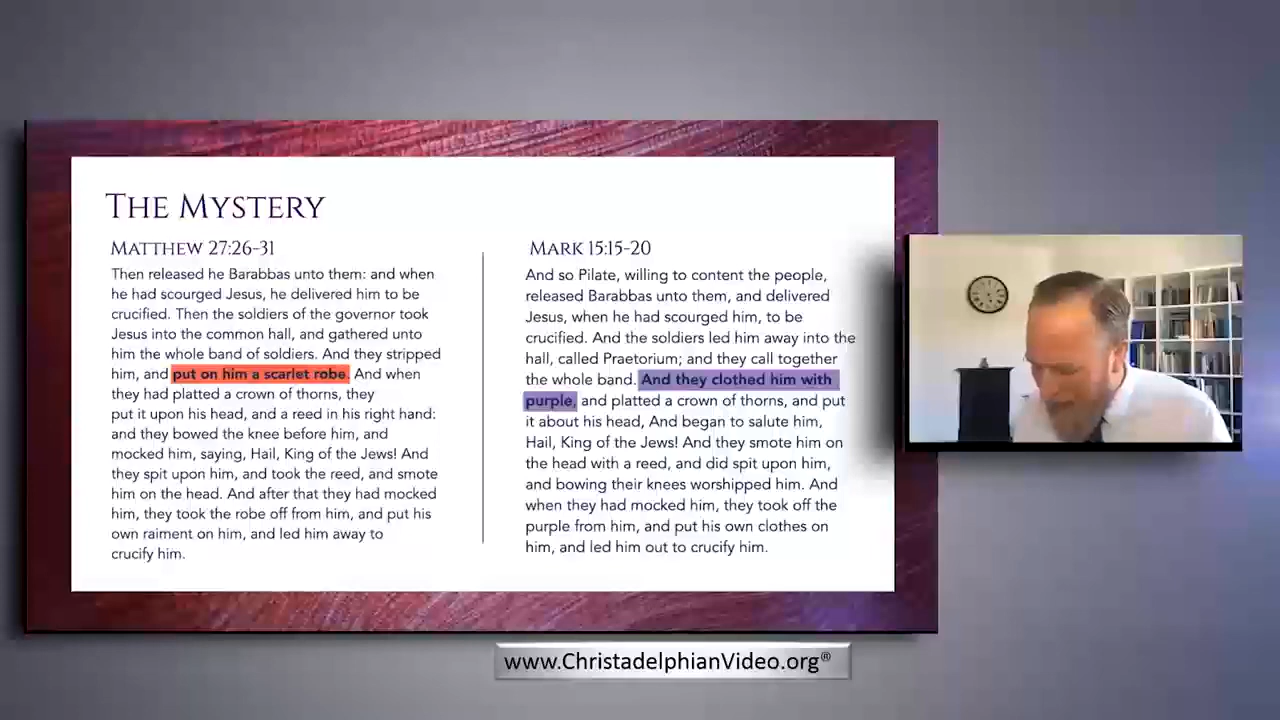 The Mystery
Matthew 27:26-31
Then released he Barabbas unto them: and when
he had scourged Jesus, he delivered him to be
crucified. Then the soldiers of the governor took
Jesus into the common hall, and gathered unto
him the whole band of soldiers. And they stripped
him, and put on him a scarlet robe. And when
they had platted a crown of thorns, they
put it upon his head, and a reed in his right hand:
and they bowed the knee before him, and
mocked him, saying, Hail, King of the Jews! And
they spit upon him, and took the reed, and smote
him on the head. And after that they had mocked
him, they took the robe off from him, and put his
own raiment on him, and led him away to
crucify him.
Mark 15:15-20
And so Pilate, willing to content the people,
released Barabbas unto them, and delivered
Jesus, when he had scourged him, to be
crucified. And the soldiers led him away into the
hall, called Praetorium; and they call together
the whole band. And they clothed him with
purple, and platted a crown of thorns, and put
it about his head, And began to salute him,
Hail, King of the Jews! And they smote him on
the head with a reed, and did spit upon him,
and bowing their knees worshipped him. And
when they had mocked him, they took off the
purple from him, and put his own clothes on
him, and led him out to crucify him.
www.ChristadelphianVideo.org®